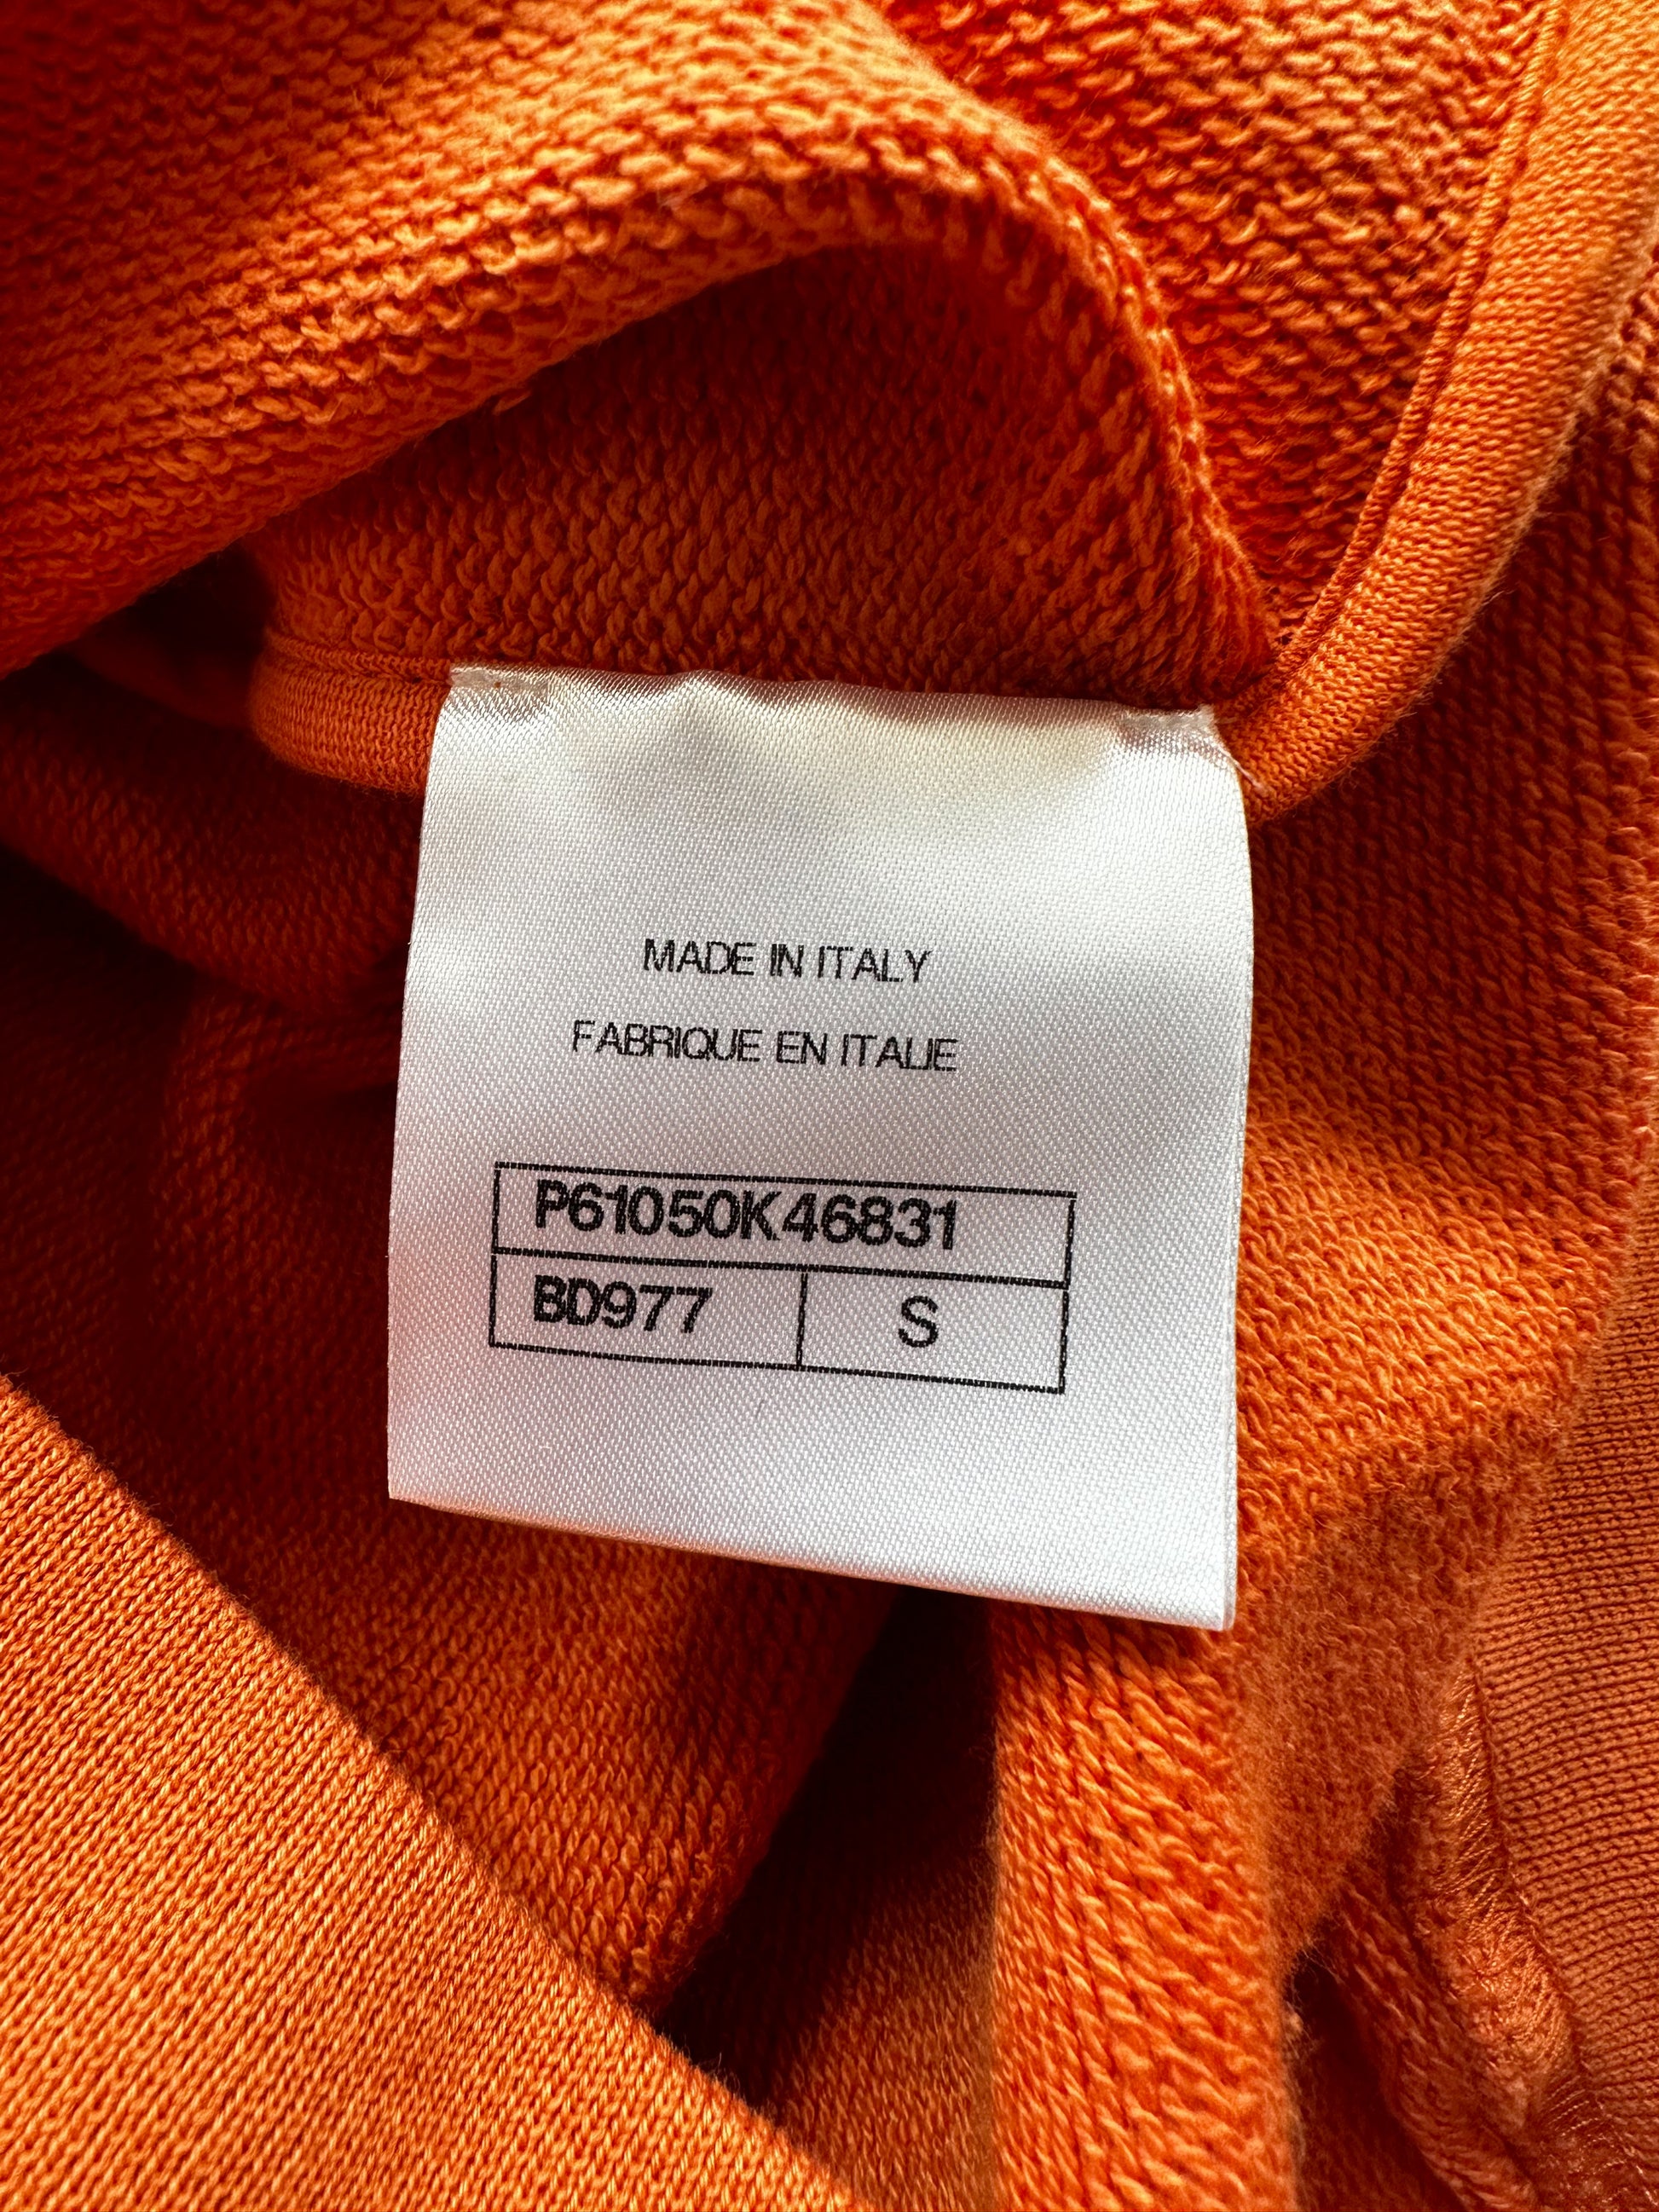 MADE IN ITALY
FABRIQUE EN ITALIE
P61050K46831
BD977 S